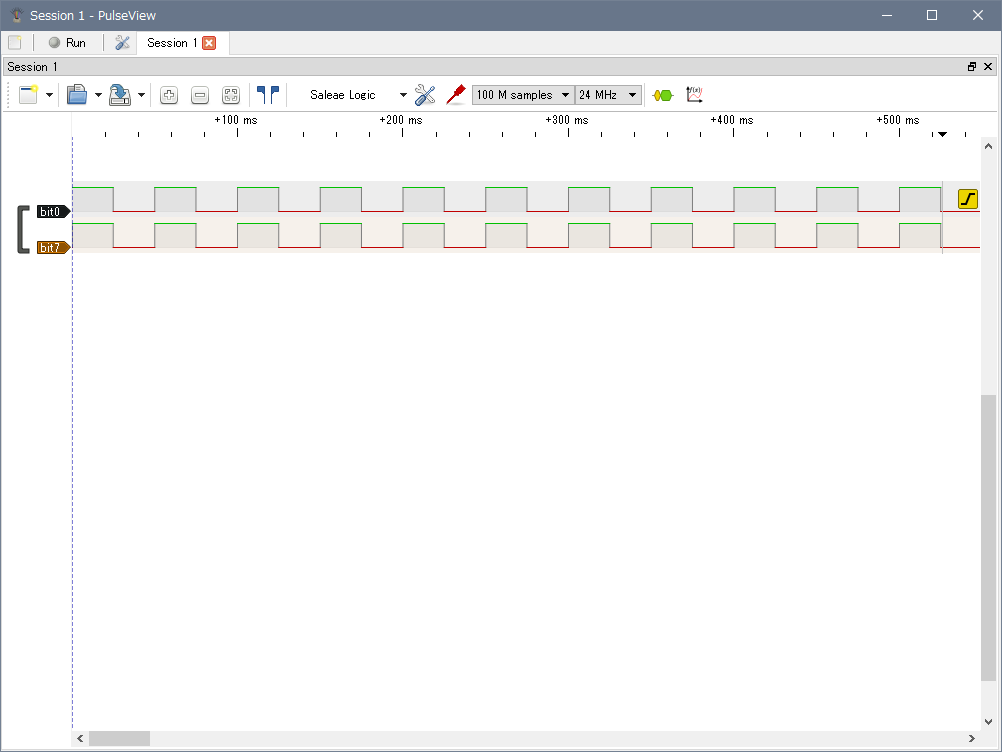 Session 1 - PulseView
Run
Session 1
Session 1
Saleae Logic
100 M samples
24 MHz
f(x)
+100 ms
+200 ms
+300 ms
+400 ms
+500 ms
bit0
bit7